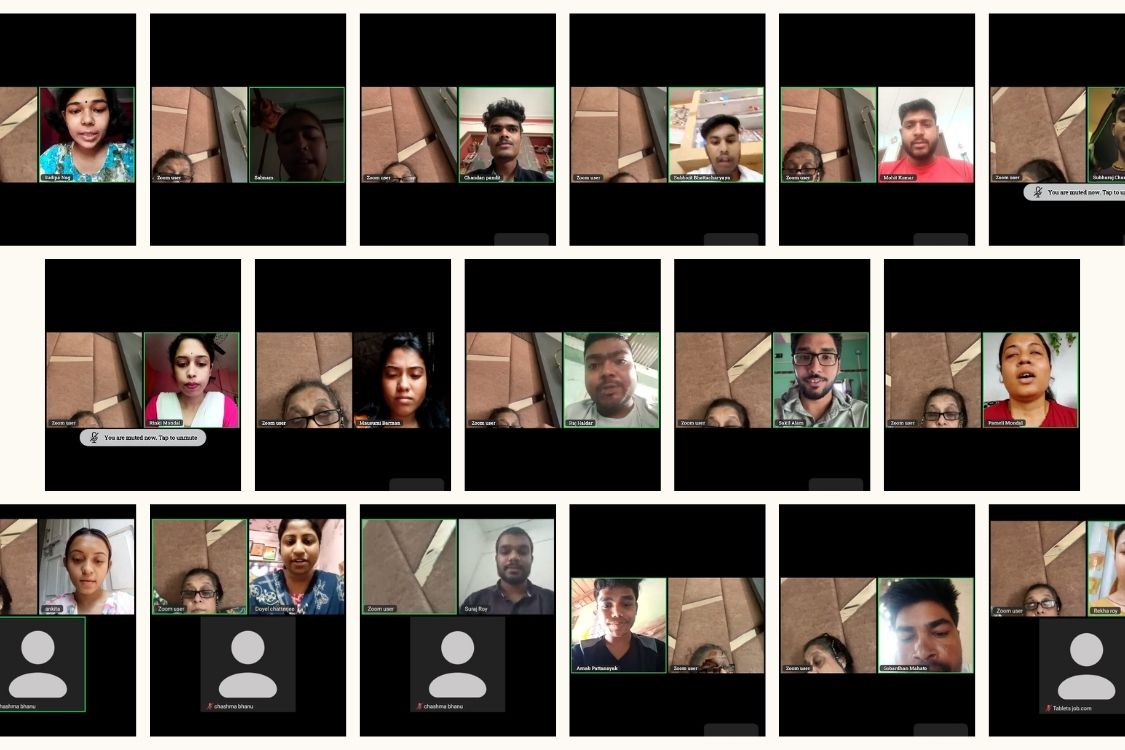 Sudipa Nag
Zoom user
Salmam
Zoom user
Chandan pandit
Zoom user
Subhojit Bhattacharyaya
Zoom user
Mohit Kumar
Zoom user
You are muted now. Tap to
Zoom user
Rinki Mondal
You are muted now. Tap to unmute
Zoom user
Mausumi Barman
Zoom user
Raj Haldar
Zoom user
Sakil Alam
Zoom user
Pameli Mondal
ankita
chashma bhanu
Zoom user
Doyel chatterjee
chashma bhanu
Zoom user
Suraj Roy
chashma bhanu
Arnab Pattanayak
Zoom user
Zoom user
Gobardhan Mahato
Zoom user
Rekha roy
Tablets job.com